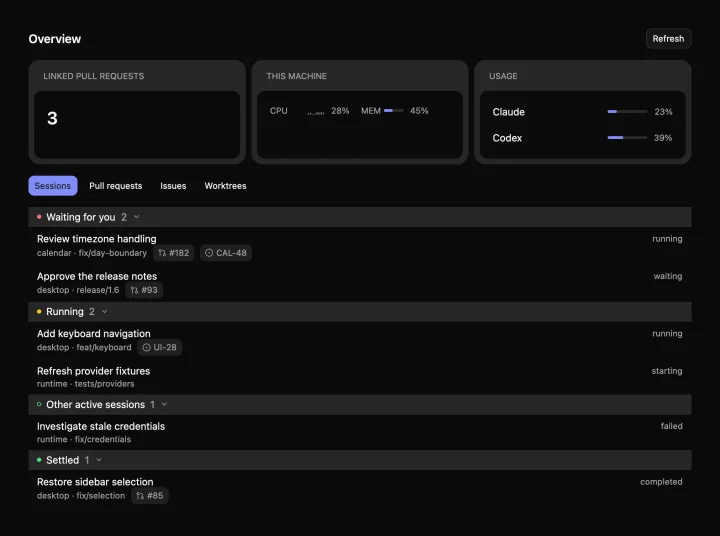 Overview
Refresh
LINKED PULL REQUESTS
3
THIS MACHINE
CPU 28% MEM 45%
USAGE
Claude 23%
Codex 39%
Sessions Pull requests Issues Worktrees
Waiting for you 2
Review timezone handling running
calendar · fix/day-boundary #182 CAL-48
Approve the release notes waiting
desktop · release/1.6 #93
Running 2
Add keyboard navigation running
desktop · feat/keyboard UI-28
Refresh provider fixtures starting
runtime · tests/providers
Other active sessions 1
Investigate stale credentials failed
runtime · fix/credentials
Settled 1
Restore sidebar selection completed
desktop · fix/selection #85